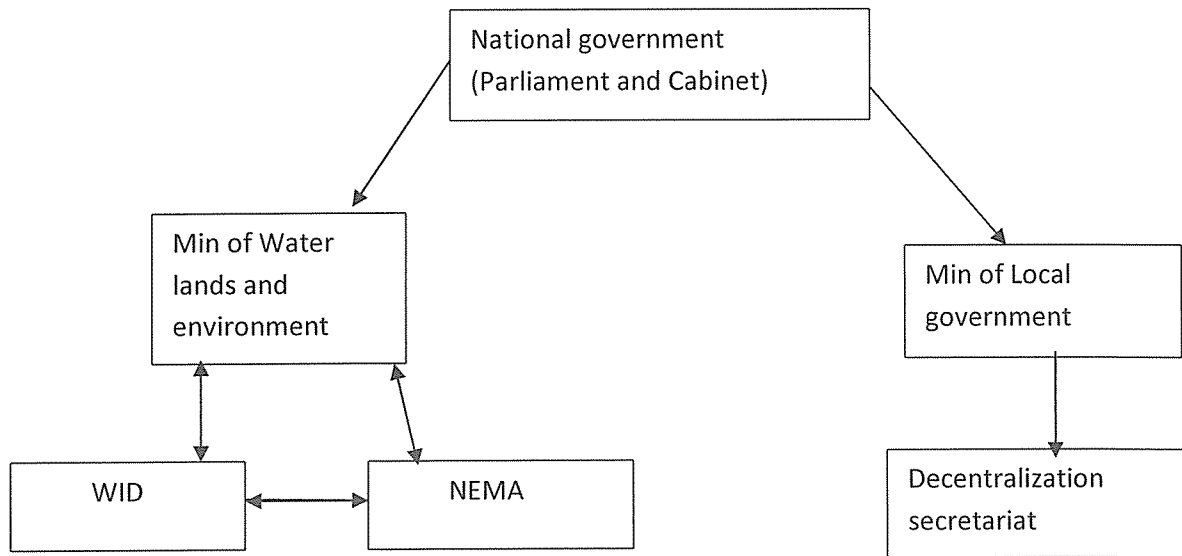 National government
(Parliament and Cabinet)
Min of Water
lands and
environment
Min of Local
government
WID
NEMA
Decentralization
secretariat